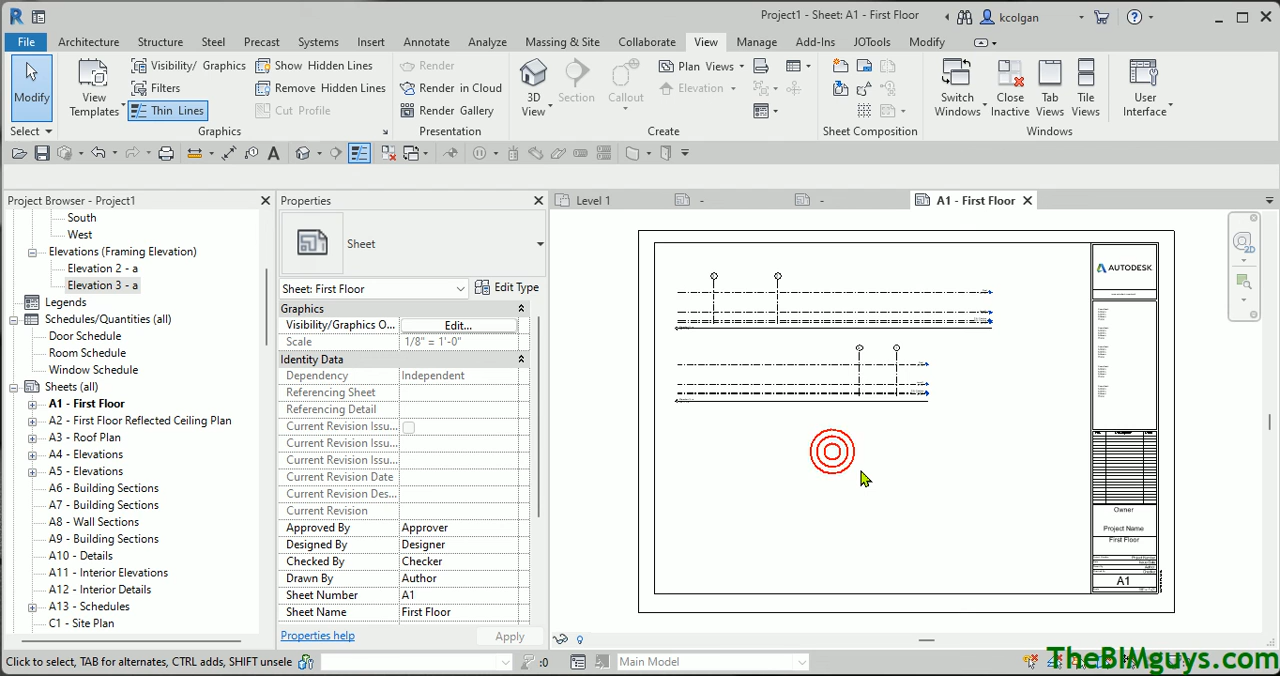 Project1 - Sheet: A1 - First Floor
kcolgan
File
Architecture
Structure
Steel
Precast
Systems
Insert
Annotate
Analyze
Massing & Site
Collaborate
View
Manage
Add-Ins
JOTools
Modify
Modify
Select
View
Templates
Visibility/ Graphics
Filters
Thin Lines
Show Hidden Lines
Remove Hidden Lines
Cut Profile
Graphics
Render
Render in Cloud
Render Gallery
Presentation
3D
View
Section
Callout
Plan Views
Elevation
Create
Sheet Composition
Switch
Windows
Close
Inactive
Tab
Views
Tile
Views
Windows
User
Interface
Project Browser - Project1
South
West
Elevations (Framing Elevation)
Elevation 2 - a
Elevation 3 - a
Legends
Schedules/Quantities (all)
Door Schedule
Room Schedule
Window Schedule
Sheets (all)
A1 - First Floor
A2 - First Floor Reflected Ceiling Plan
A3 - Roof Plan
A4 - Elevations
A5 - Elevations
A6 - Building Sections
A7 - Building Sections
A8 - Wall Sections
A9 - Building Sections
A10 - Details
A11 - Interior Elevations
A12 - Interior Details
A13 - Schedules
C1 - Site Plan
Properties
Sheet
Sheet: First Floor
Edit Type
Graphics
Visibility/Graphics O... Edit...
Scale 1/8" = 1'-0"
Identity Data
Dependency Independent
Referencing Sheet
Referencing Detail
Current Revision Issu...
Current Revision Issu...
Current Revision Issu...
Current Revision Date
Current Revision Des...
Current Revision
Approved By Approver
Designed By Designer
Checked By Checker
Drawn By Author
Sheet Number A1
Sheet Name First Floor
Properties help
Apply
Level 1
-
-
A1 - First Floor
2D
AUTODESK
Owner
Project Name
First Floor
A1
Click to select, TAB for alternates, CTRL adds, SHIFT unsele
:0
Main Model
TheBIMguys.com